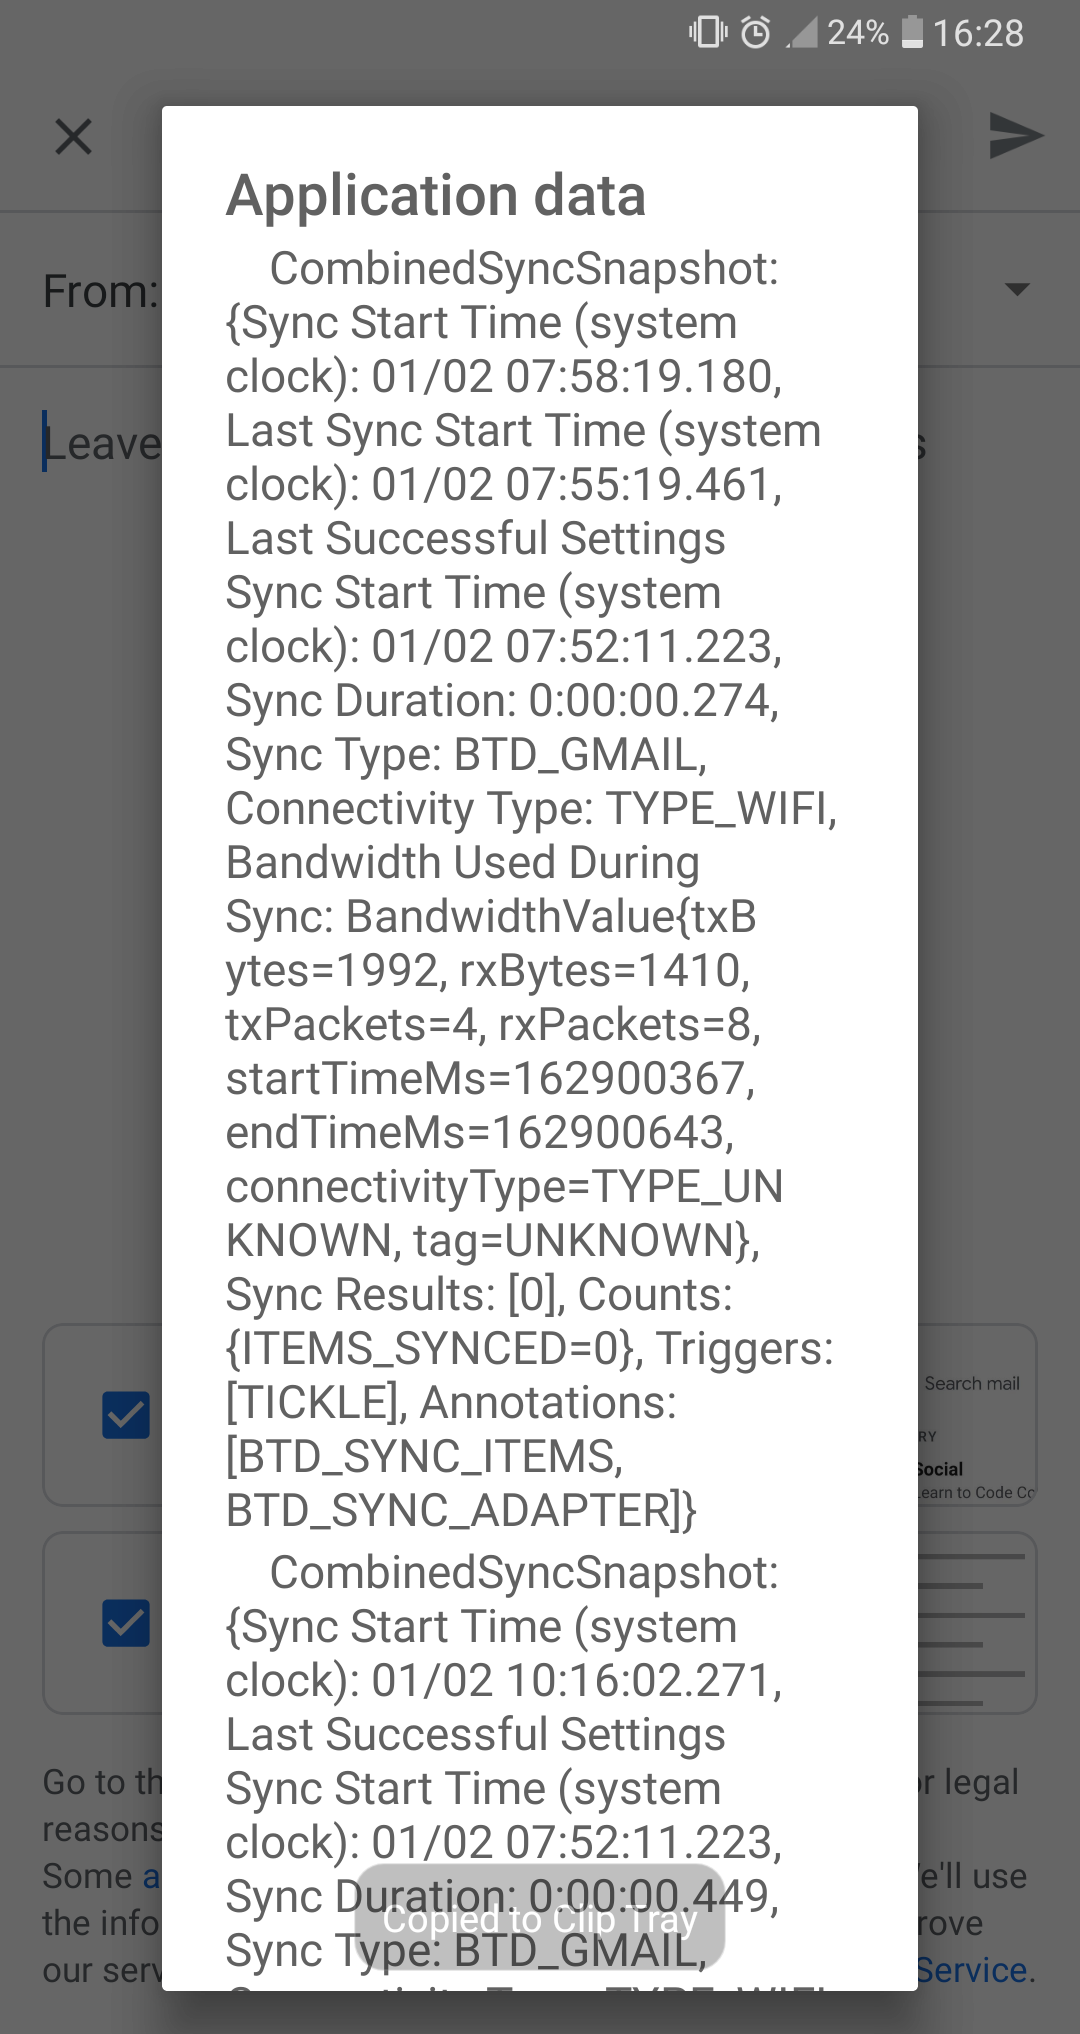 24% 16:28
Application data
From:
CombinedSyncSnapshot:
{Sync Start Time (system
clock): 01/02 07:58:19.180,
Last Sync Start Time (system
Leave
clock): 01/02 07:55:19.461,
Last Successful Settings
Sync Start Time (system
clock): 01/02 07:52:11.223,
Sync Duration: 0:00:00.274,
Sync Type: BTD_GMAIL,
Connectivity Type: TYPE_WIFI,
Bandwidth Used During
Sync: BandwidthValue{txB
ytes=1992, rxBytes=1410,
txPackets=4, rxPackets=8,
startTimeMs=162900367,
endTimeMs=162900643,
connectivityType=TYPE_UN
KNOWN, tag=UNKNOWN},
Sync Results: [0], Counts:
{ITEMS_SYNCED=0}, Triggers:
[TICKLE], Annotations:
[BTD_SYNC_ITEMS,
BTD_SYNC_ADAPTER]}
CombinedSyncSnapshot:
{Sync Start Time (system
clock): 01/02 10:16:02.271,
Last Successful Settings
Sync Start Time (system
clock): 01/02 07:52:11.223,
Sync Duration: 0:00:00.449,
Sync Type: BTD_GMAIL,
Copied to Clip Tray
Search mail
RY
Social
Learn to Code Co
Go to th
r legal
reasons
Some a
e'll use
the info
rove
our serv
Service.